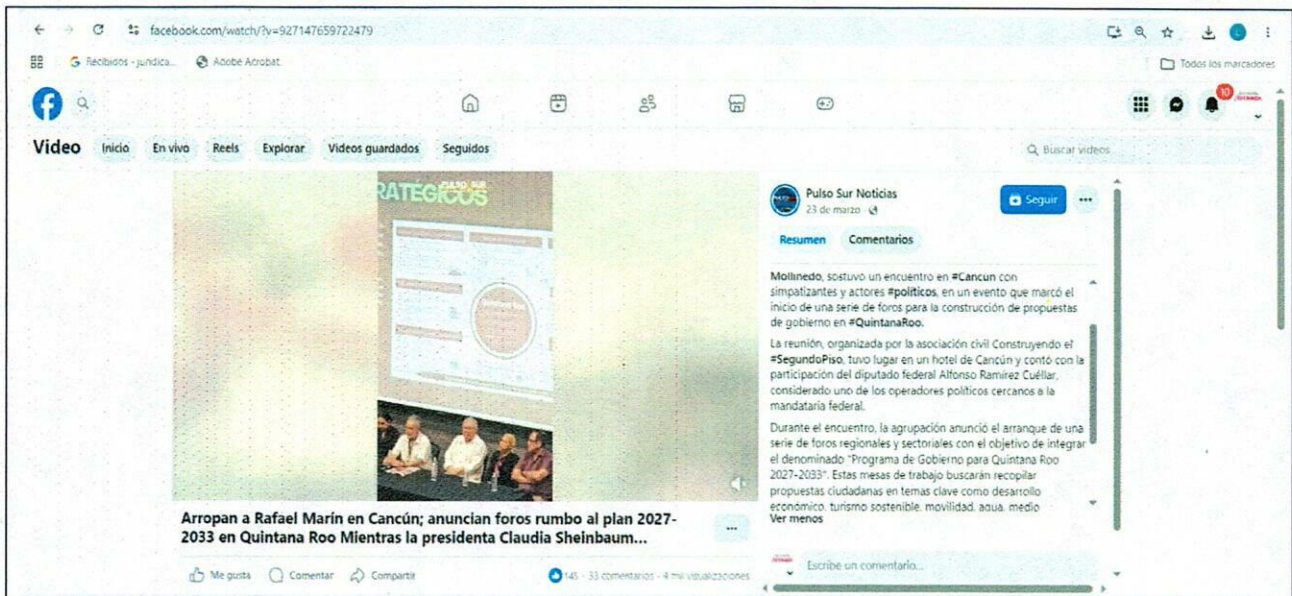 facebook.com/watch/?v=927147659722479
Recibidos - juridica...
Adobe Acrobat
Todos los marcadores
10
Video
Inicio
En vivo
Reels
Explorar
Videos guardados
Seguidos
Buscar videos
RATÉGICOS
PULSO SUR
Pulso Sur Noticias
23 de marzo
Seguir
Resumen
Comentarios
Mollinedo, sostuvo un encuentro en #Cancun con
simpatizantes y actores #políticos, en un evento que marcó el
inicio de una serie de foros para la construcción de propuestas
de gobierno en #QuintanaRoo.
La reunión, organizada por la asociación civil Construyendo el
#SegundoPiso, tuvo lugar en un hotel de Cancún y contó con la
participación del diputado federal Alfonso Ramírez Cuéllar,
considerado uno de los operadores políticos cercanos a la
mandataria federal.
Durante el encuentro, la agrupación anunció el arranque de una
serie de foros regionales y sectoriales con el objetivo de integrar
el denominado "Programa de Gobierno para Quintana Roo
2027-2033". Estas mesas de trabajo buscarán recopilar
propuestas ciudadanas en temas clave como desarrollo
económico, turismo sostenible, movilidad, agua, medio
Ver menos
Arropan a Rafael Marín en Cancún; anuncian foros rumbo al plan 2027-
2033 en Quintana Roo Mientras la presidenta Claudia Sheinbaum...
Me gusta
Comentar
Compartir
145 - 33 comentarios - 4 mil visualizaciones
Escribe un comentario...